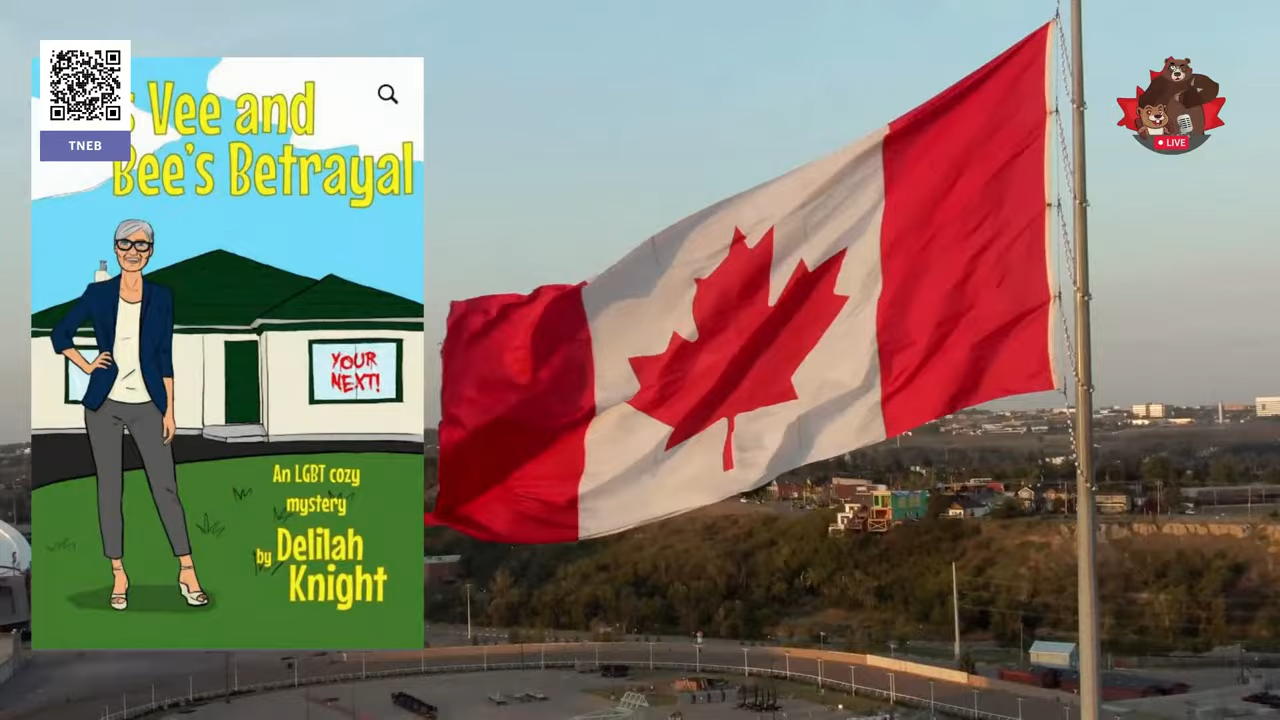 TNEB
s Vee and
Bee's Betrayal
YOUR
NEXT!
An LGBT cozy
mystery
by Delilah
Knight
LIVE